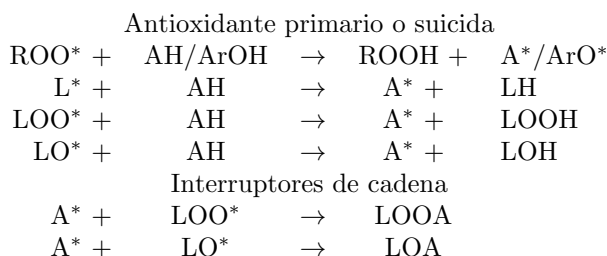 Antioxidante primario o suicida
ROO* + AH/ArOH → ROOH + A*/ArO*
L* + AH → A* + LH
LOO* + AH → A* + LOOH
LO* + AH → A* + LOH
Interruptores de cadena
A* + LOO* → LOOA
A* + LO* → LOA